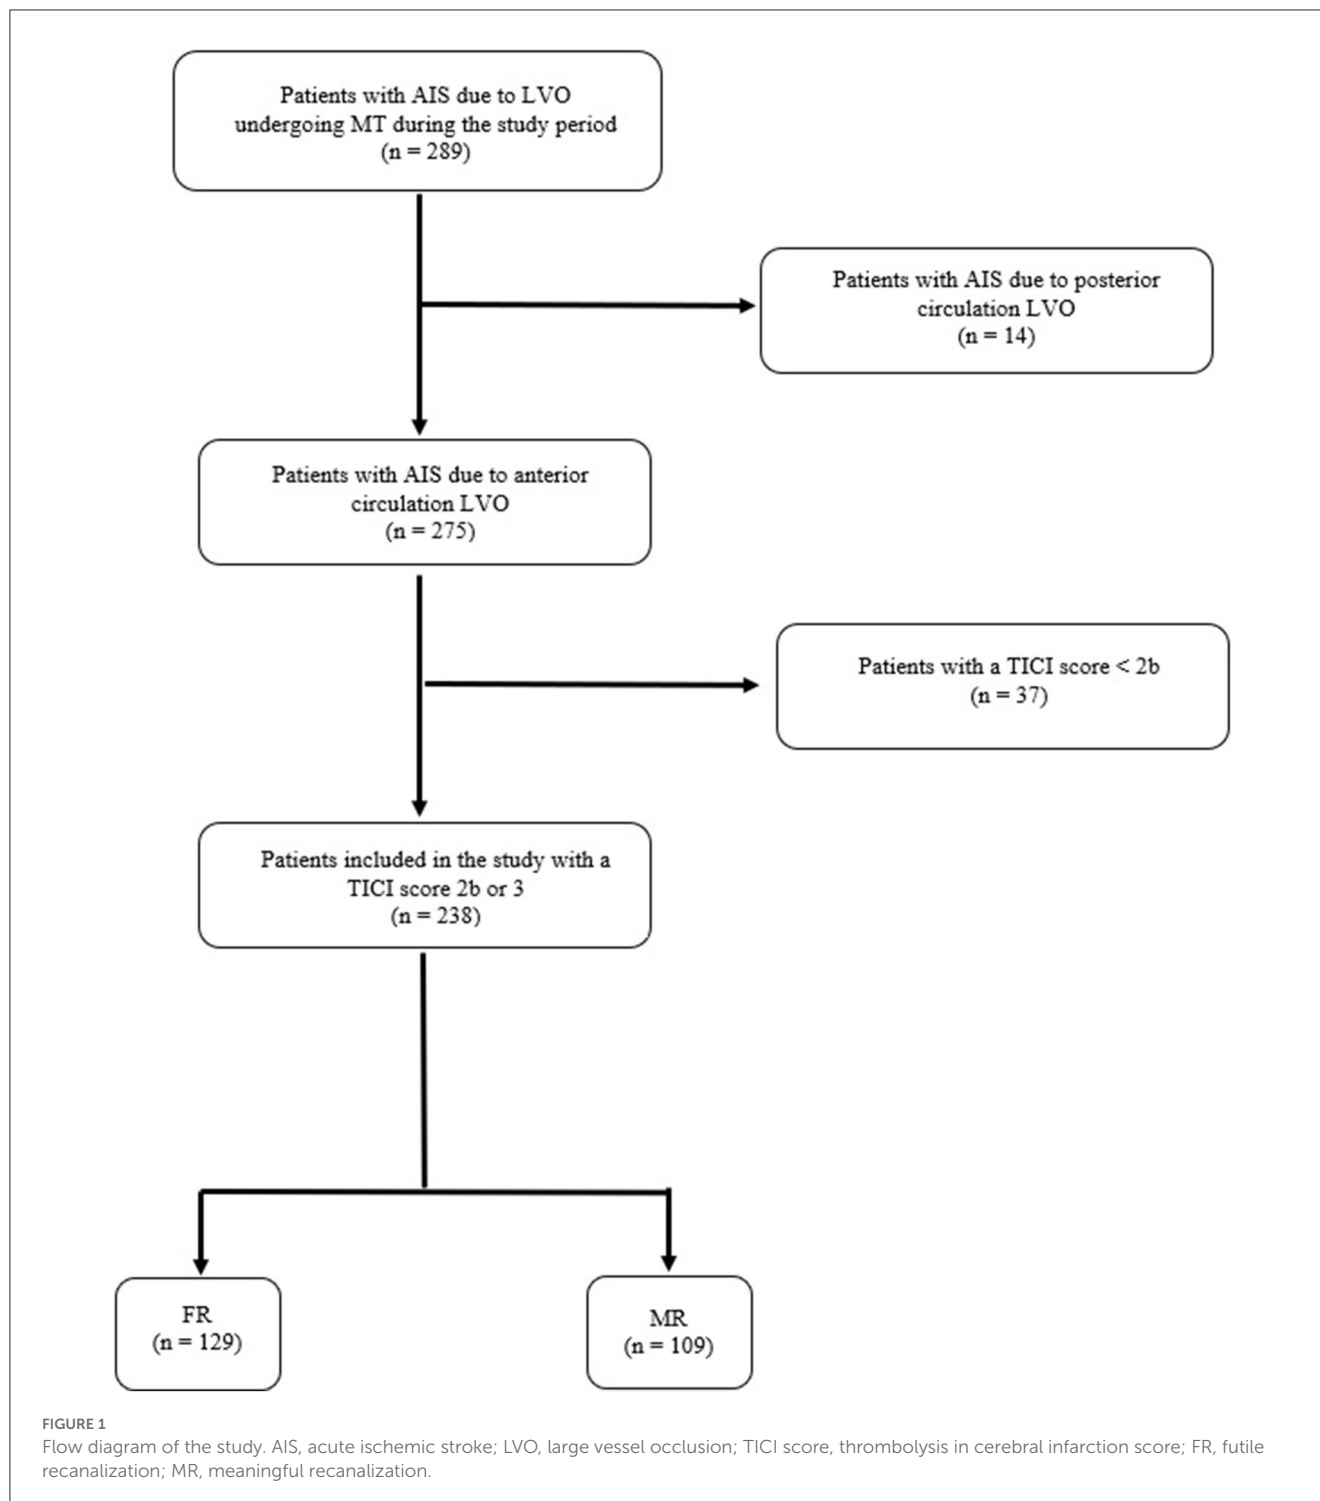 Patients with AIS due to LVO
undergoing MT during the study period
(n = 289)
Patients with AIS due to posterior
circulation LVO
(n = 14)
Patients with AIS due to anterior
circulation LVO
(n = 275)
Patients with a TICI score < 2b
(n = 37)
Patients included in the study with a
TICI score 2b or 3
(n = 238)
FR
(n = 129)
MR
(n = 109)
FIGURE 1
Flow diagram of the study. AIS, acute ischemic stroke; LVO, large vessel occlusion; TICI score, thrombolysis in cerebral infarction score; FR, futile
recanalization; MR, meaningful recanalization.